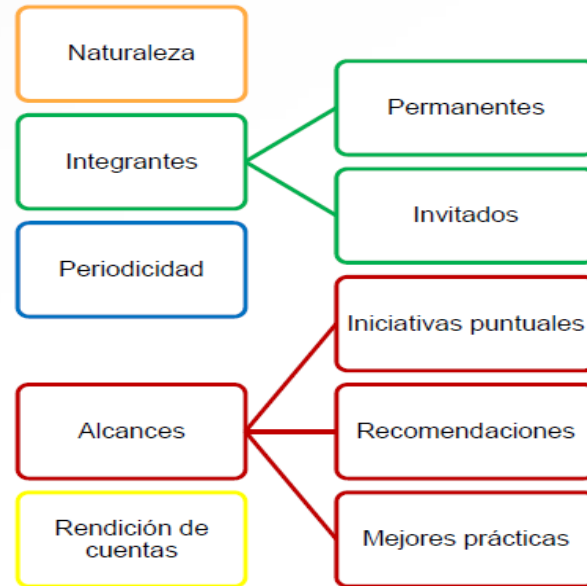 Naturaleza
Integrantes
Permanentes
Invitados
Periodicidad
Alcances
Iniciativas puntuales
Recomendaciones
Mejores prácticas
Rendición de
cuentas